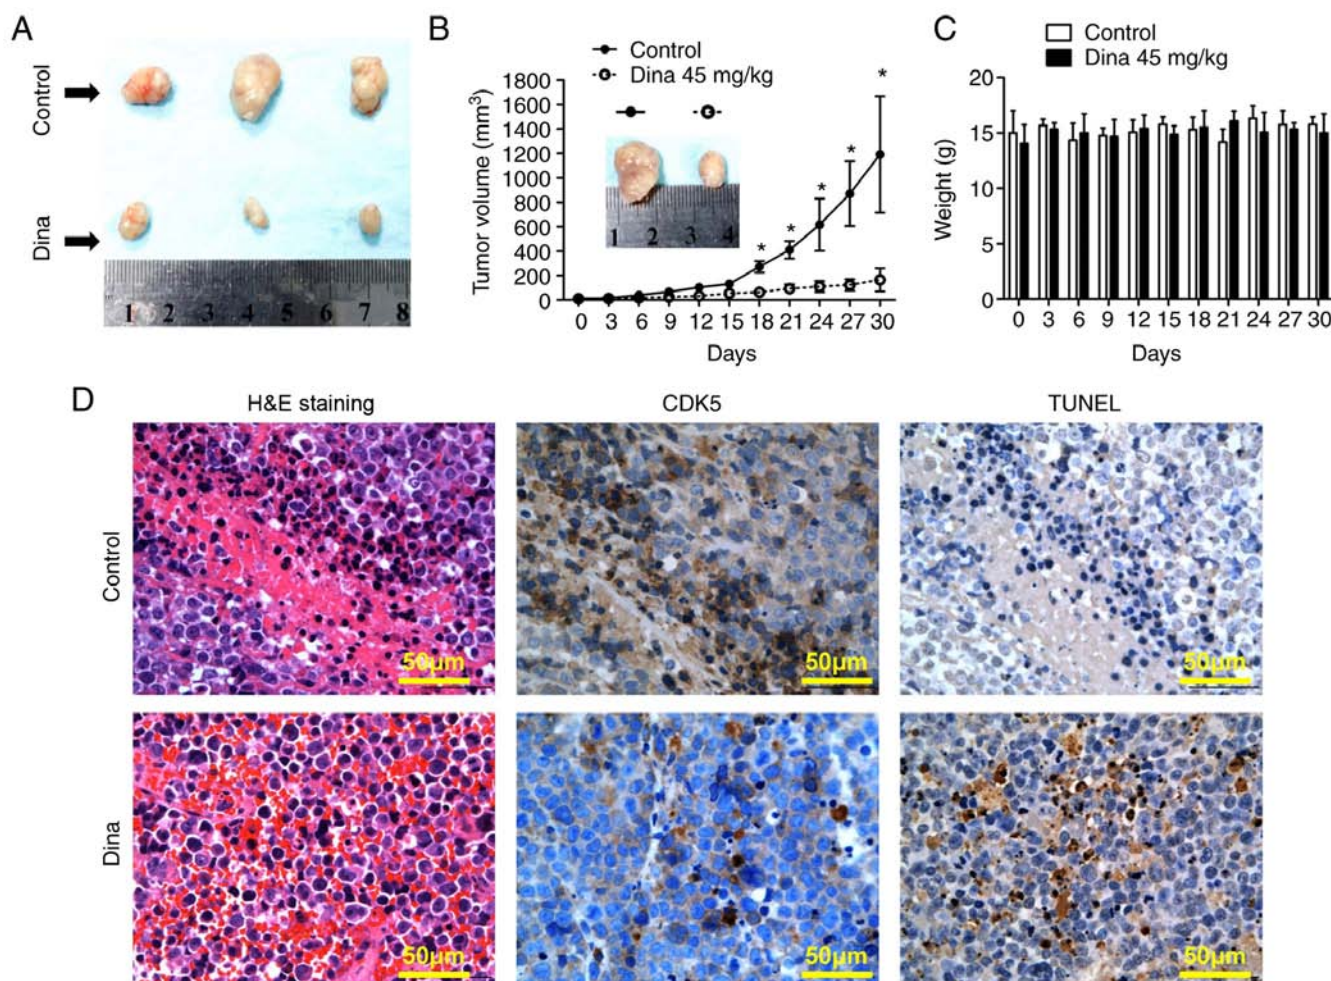 A
Control
Dina
1 2 3 4 5 6 7 8
B
Control
Dina 45 mg/kg
Tumor volume (mm³)
1800
1600
1400
1200
1000
800
600
400
200
0
* * * * *
1 2 3 4
0 3 6 9 12 15 18 21 24 27 30
Days
C
Control
Dina 45 mg/kg
Weight (g)
20
15
10
5
0
0 3 6 9 12 15 18 21 24 27 30
Days
D
H&E staining CDK5 TUNEL
Control
50μm 50μm 50μm
Dina
50μm 50μm 50μm